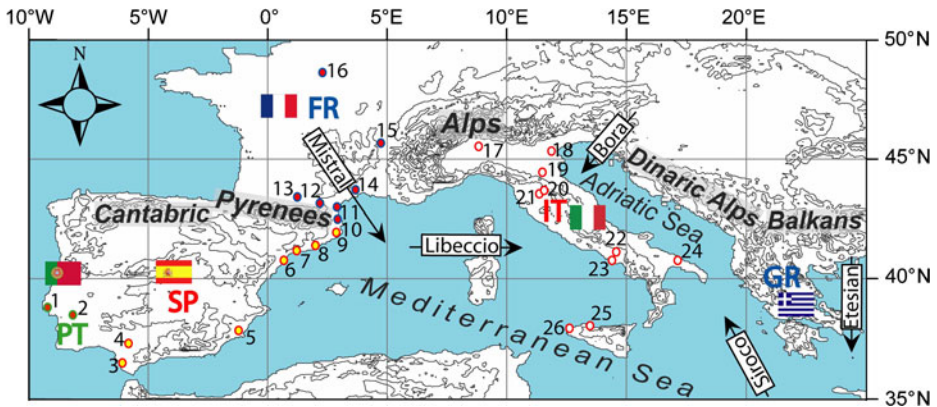 10°W 5°W 0° 5°E 10°E 15°E 20°E
50°N
N
16
FR
Alps
15
17
18
Bora
45°N
Mistral
19
Dinaric Alps
13 12 14
21 20
Adriatic Sea
Cantabric
Pyrenees
11
IT
Balkans
10
9
Libeccio
22
8
7
6
23
24
40°N
SP
GR
Mediterranean Sea
1
2
PT
Etesian
4
5
26
25
Siroco
3
35°N